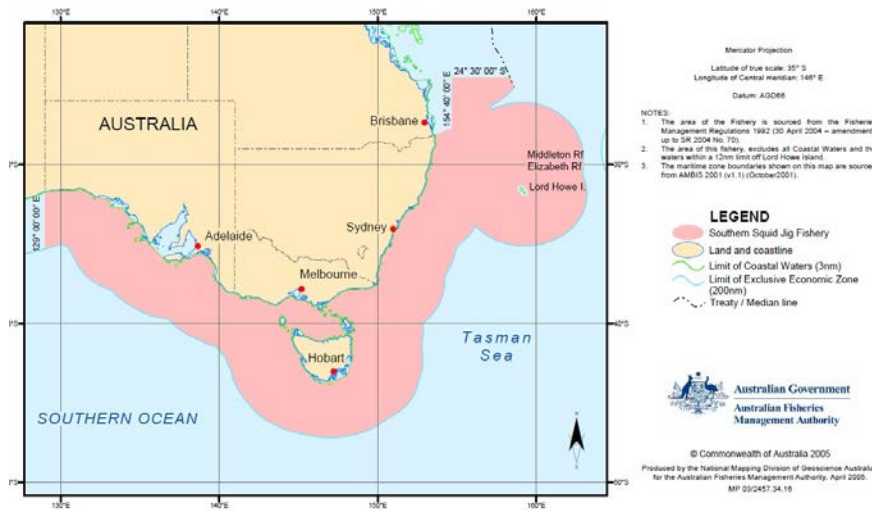 130°E 140°E 150°E 160°E
24° 30' 00" S
154° 40' 00" E
Brisbane
AUSTRALIA
Middleton Rf
Elizabeth Rf
Lord Howe I.
Sydney
129° 00' 00" E
Adelaide
Melbourne
40°S
Tasman
Sea
Hobart
SOUTHERN OCEAN
N
130°E 140°E 150°E 160°E
Mercator Projection
Latitude of true scale: 35° S
Longitude of Central meridian: 146° E
Datum: AGD66
NOTES:
1. The area of the Fishery is sourced from the Fisheries
Management Regulations 1992 (30 April 2004 – amendment
up to SR 2004 No. 70).
2. The area of this fishery, excludes all Coastal Waters and the
waters within a 12nm limit off Lord Howe Island.
3. The maritime zone boundaries shown on this map are source
from AMBIS 2001 (v1.1) (October2001).
LEGEND
Southern Squid Jig Fishery
Land and coastline
Limit of Coastal Waters (3nm)
Limit of Exclusive Economic Zone
(200nm)
Treaty / Median line
Australian Government
Australian Fisheries
Management Authority
© Commonwealth of Australia 2005
Produced by the National Mapping Division of Geoscience Australia
for the Australian Fisheries Management Authority, April 2005.
MP 03/2457.34.16